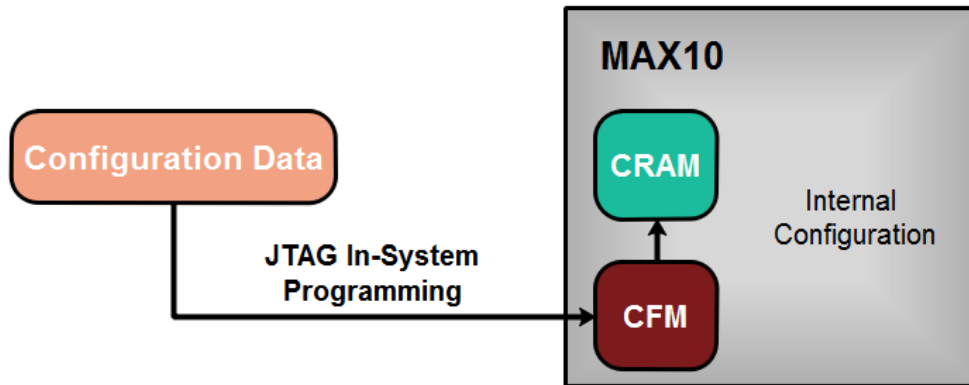 MAX10
Configuration Data
CRAM
Internal
Configuration
JTAG In-System
Programming
CFM